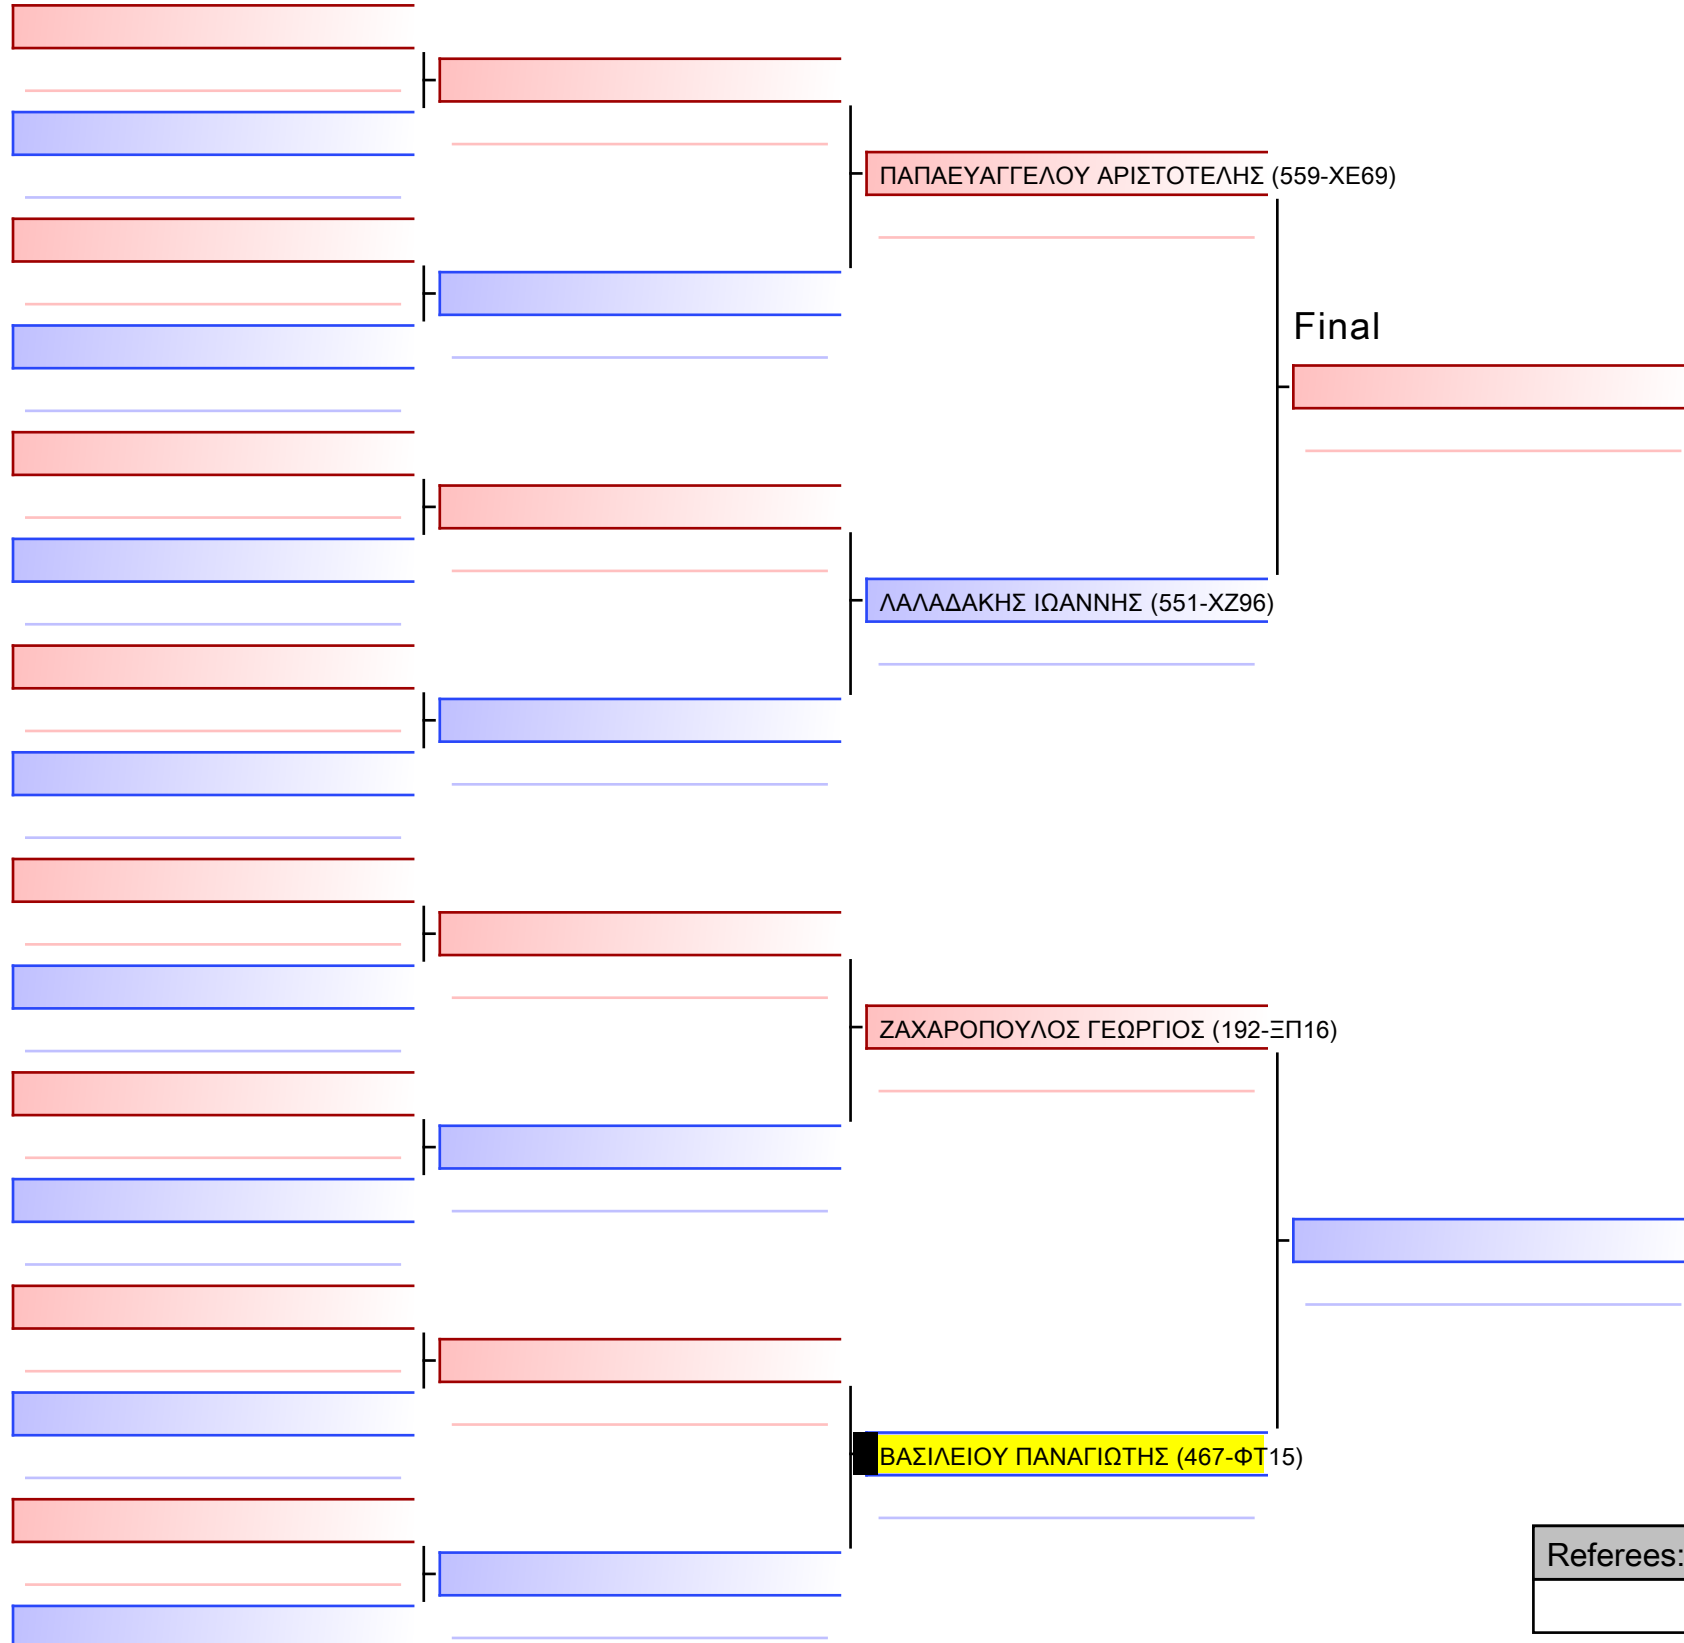 ΠΑΠΑΕΥΑΓΓΕΛΟΥ ΑΡΙΣΤΟΤΕΛΗΣ (559-ΧΕ69)
Final
ΛΑΛΑΔΑΚΗΣ ΙΩΑΝΝΗΣ (551-ΧΖ96)
ΖΑΧΑΡΟΠΟΥΛΟΣ ΓΕΩΡΓΙΟΣ (192-ΞΠ16)
ΒΑΣΙΛΕΙΟΥ ΠΑΝΑΓΙΩΤΗΣ (467-ΦΤ15)
Referees: